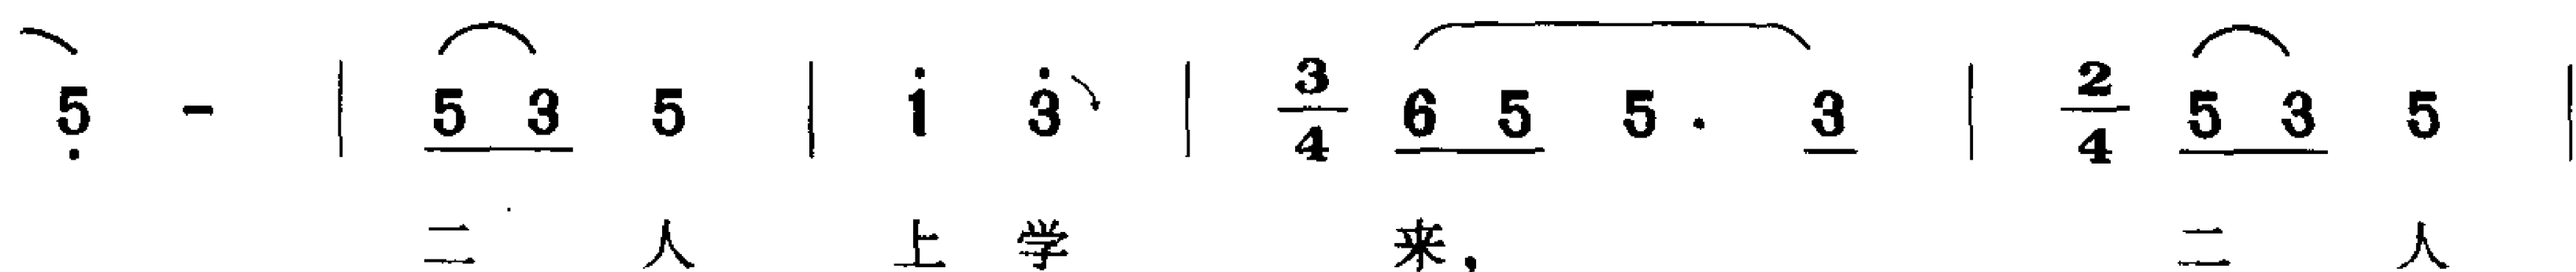 5̣ - | 5 3 5 | 1̇ 3̇ | 3/4 6 5 5 · 3 | 2/4 5 3 5 |
二 人 上 学 来， 二 人